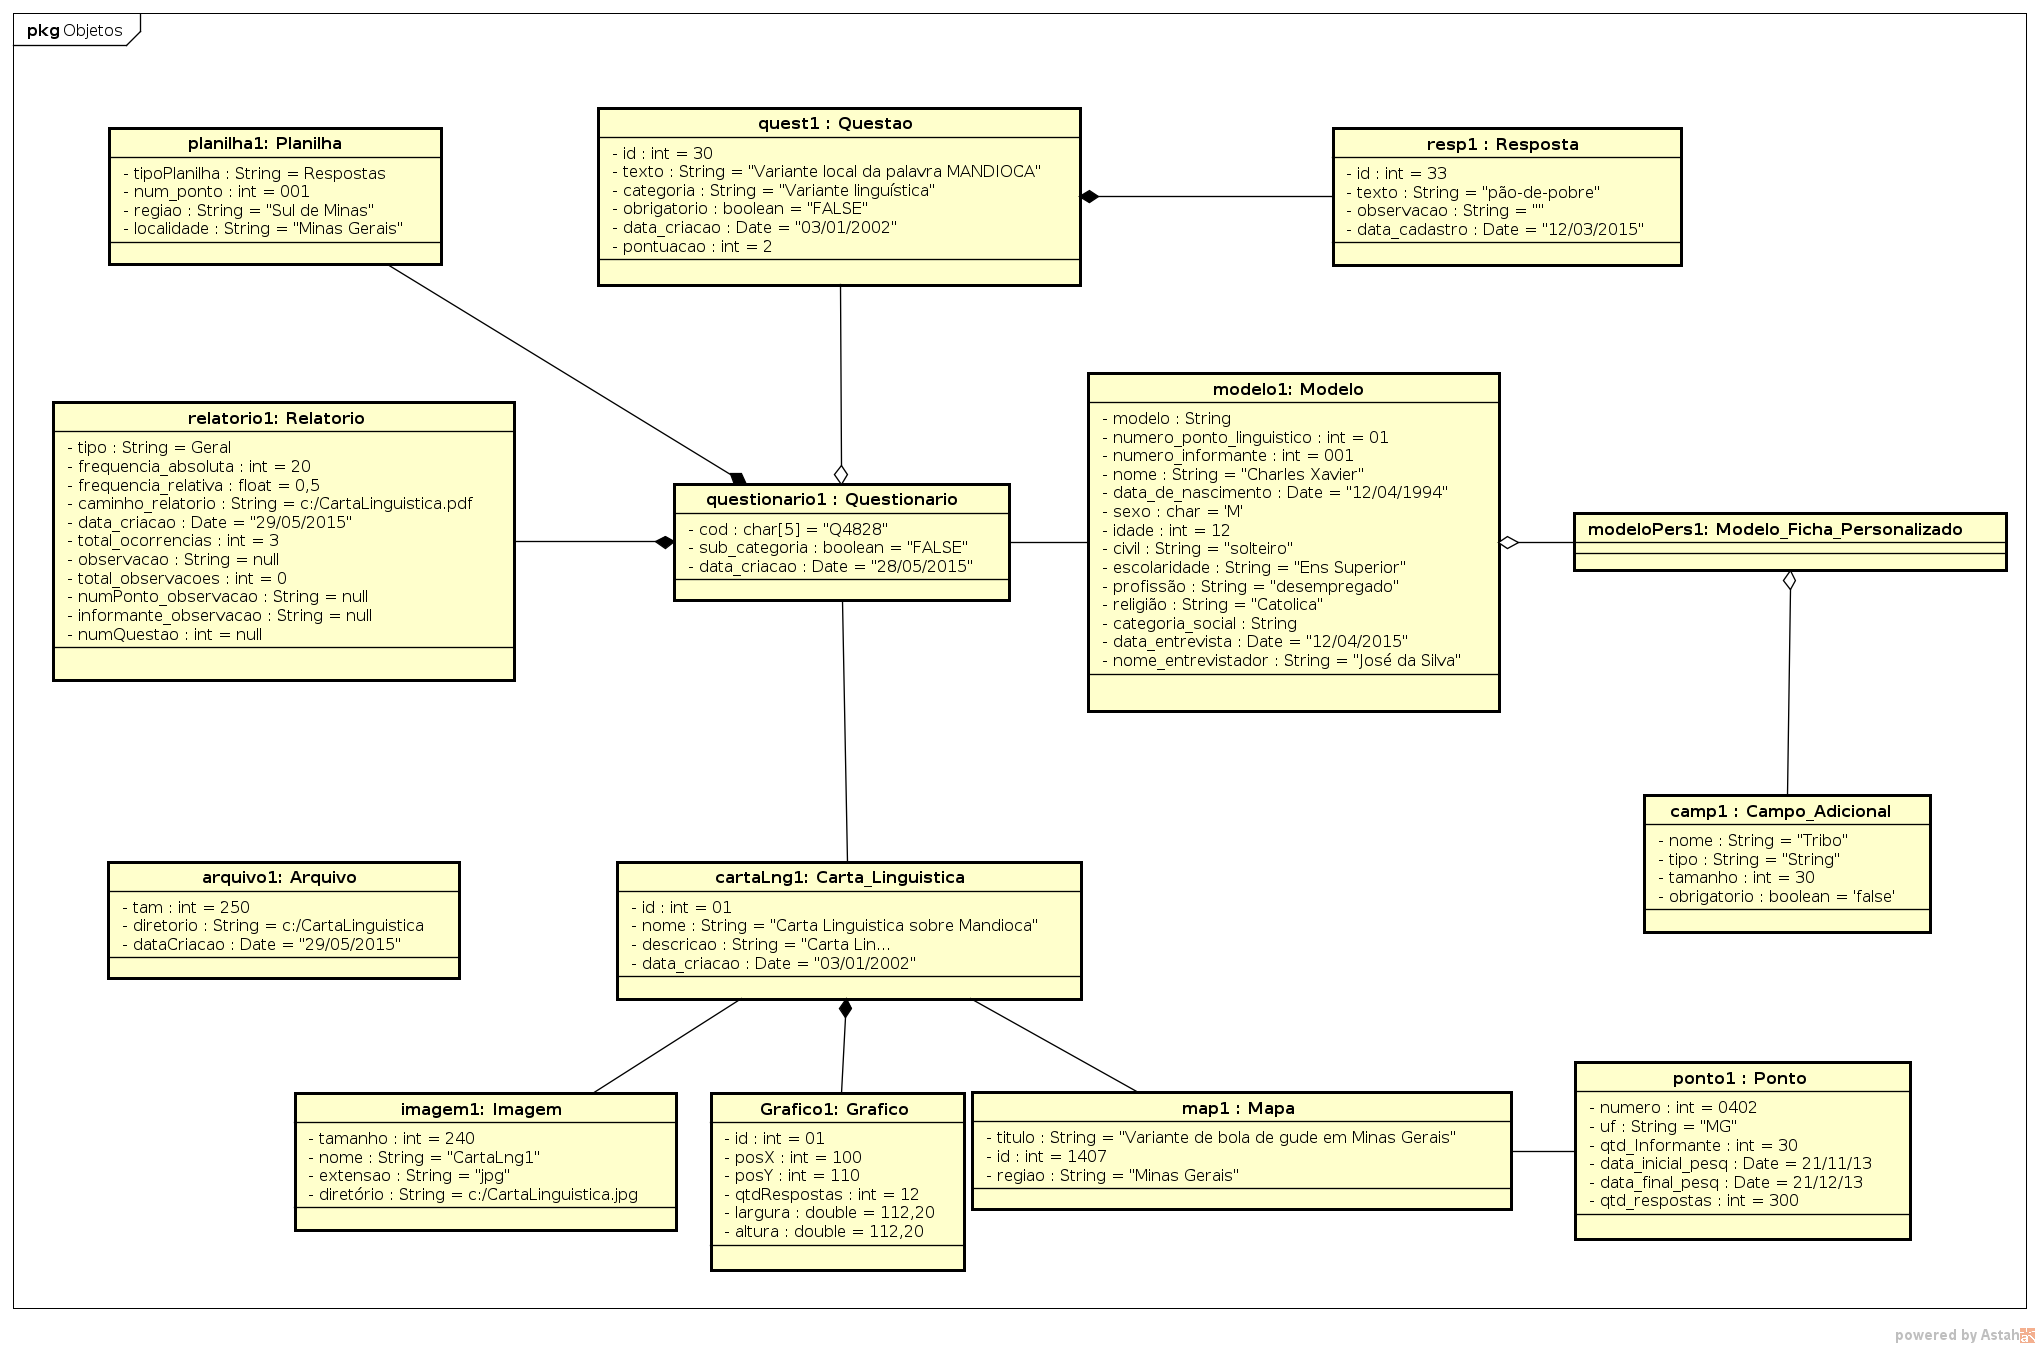 pkg Objetos
planilha1: Planilha
- tipoPlanilha : String = Respostas
- num_ponto : int = 001
- regiao : String = "Sul de Minas"
- localidade : String = "Minas Gerais"
quest1 : Questao
- id : int = 30
- texto : String = "Variante local da palavra MANDIOCA"
- categoria : String = "Variante linguística"
- obrigatorio : boolean = "FALSE"
- data_criacao : Date = "03/01/2002"
- pontuacao : int = 2
resp1 : Resposta
- id : int = 33
- texto : String = "pão-de-pobre"
- observacao : String = ""
- data_cadastro : Date = "12/03/2015"
relatorio1: Relatorio
- tipo : String = Geral
- frequencia_absoluta : int = 20
- frequencia_relativa : float = 0,5
- caminho_relatorio : String = c:/CartaLinguistica.pdf
- data_criacao : Date = "29/05/2015"
- total_ocorrencias : int = 3
- observacao : String = null
- total_observacoes : int = 0
- numPonto_observacao : String = null
- informante_observacao : String = null
- numQuestao : int = null
questionario1 : Questionario
- cod : char[5] = "Q4828"
- sub_categoria : boolean = "FALSE"
- data_criacao : Date = "28/05/2015"
modelo1: Modelo
- modelo : String
- numero_ponto_linguistico : int = 01
- numero_informante : int = 001
- nome : String = "Charles Xavier"
- data_de_nascimento : Date = "12/04/1994"
- sexo : char = 'M'
- idade : int = 12
- civil : String = "solteiro"
- escolaridade : String = "Ens Superior"
- profissão : String = "desempregado"
- religião : String = "Catolica"
- categoria_social : String
- data_entrevista : Date = "12/04/2015"
- nome_entrevistador : String = "José da Silva"
modeloPers1: Modelo_Ficha_Personalizado
camp1 : Campo_Adicional
- nome : String = "Tribo"
- tipo : String = "String"
- tamanho : int = 30
- obrigatorio : boolean = 'false'
arquivo1: Arquivo
- tam : int = 250
- diretorio : String = c:/CartaLinguistica
- dataCriacao : Date = "29/05/2015"
cartaLng1: Carta_Linguistica
- id : int = 01
- nome : String = "Carta Linguistica sobre Mandioca"
- descricao : String = "Carta Lin...
- data_criacao : Date = "03/01/2002"
imagem1: Imagem
- tamanho : int = 240
- nome : String = "CartaLng1"
- extensao : String = "jpg"
- diretório : String = c:/CartaLinguistica.jpg
Grafico1: Grafico
- id : int = 01
- posX : int = 100
- posY : int = 110
- qtdRespostas : int = 12
- largura : double = 112,20
- altura : double = 112,20
map1 : Mapa
- titulo : String = "Variante de bola de gude em Minas Gerais"
- id : int = 1407
- regiao : String = "Minas Gerais"
ponto1 : Ponto
- numero : int = 0402
- uf : String = "MG"
- qtd_Informante : int = 30
- data_inicial_pesq : Date = 21/11/13
- data_final_pesq : Date = 21/12/13
- qtd_respostas : int = 300
powered by Astah